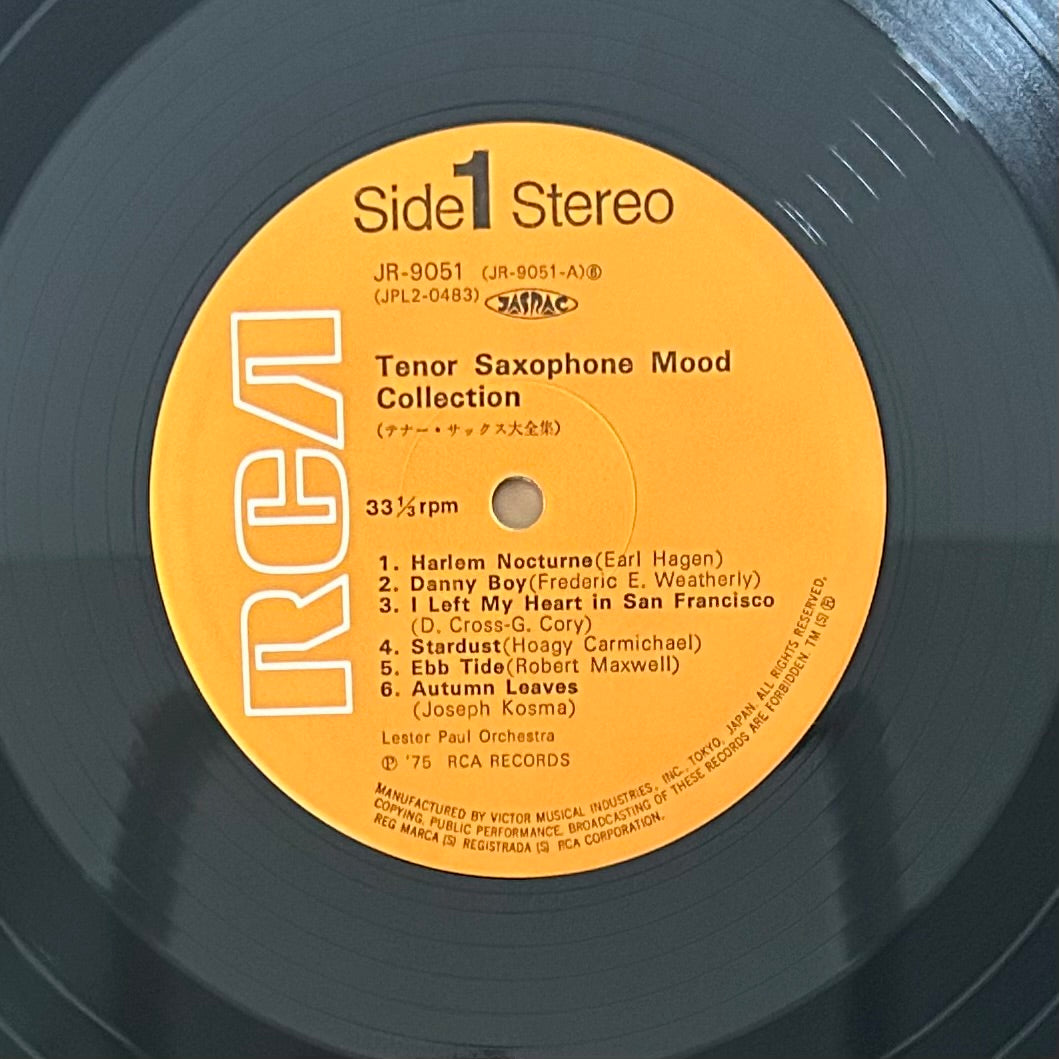 Side 1 Stereo
JR-9051 (JR-9051-A)⑥
(JPL2-0483) JASRAC
Tenor Saxophone Mood
Collection
(テナー・サックス大全集)
33⅓rpm
RCA
1. Harlem Nocturne(Earl Hagen)
2. Danny Boy(Frederic E. Weatherly)
3. I Left My Heart in San Francisco
(D. Cross-G. Cory)
4. Stardust(Hoagy Carmichael)
5. Ebb Tide(Robert Maxwell)
6. Autumn Leaves
(Joseph Kosma)
Lester Paul Orchestra
Ⓟ '75 RCA RECORDS
MANUFACTURED BY VICTOR MUSICAL INDUSTRIES, INC., TOKYO, JAPAN. ALL RIGHTS RESERVED,
COPYING, PUBLIC PERFORMANCE, BROADCASTING OF THESE RECORDS ARE FORBIDDEN. TM (S) Ⓡ
REG MARCA (S) REGISTRADA (S) RCA CORPORATION.